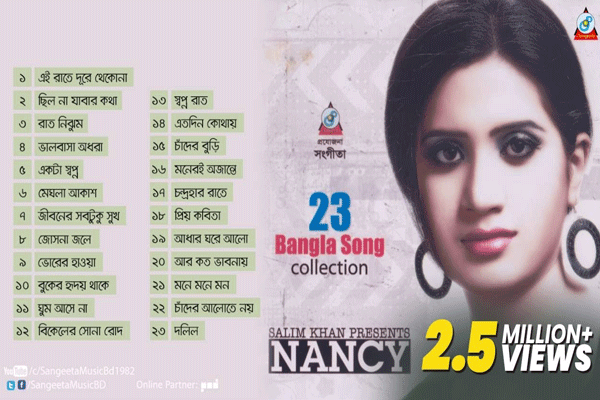 ১ এই রাতে দূরে থেকোনা
২ ছিল না যাবার কথা
৩ রাত নিঝুম
৪ ভালবাসা অধরা
৫ একটা স্বপ্ন
৬ মেঘলা আকাশ
৭ জীবনের সবটুকু সুখ
৮ জোসনা জলে
৯ ভোরের হাওয়া
১০ বুকের হৃদয় থাকে
১১ ঘুম আসে না
১২ বিকেলের সোনা রোদ
১৩ স্বপ্ন রাত
১৪ এতদিন কোথায়
১৫ চাঁদের বুড়ি
১৬ মনেরই অজান্তে
১৭ চন্দ্রহার রাতে
১৮ প্রিয় কবিতা
১৯ আধার ঘরে আলো
২০ আর কত ভাবনায়
২১ মনে মনে মন
২২ চাঁদের আলোতে নয়
২৩ দলিল
YouTube/c/SangeetaMusicBd1982
f/SangeetaMusicBD
Online Partner:
প্রযোজনা
সংগীতা
23
Bangla Song
collection
SALIM KHAN PRESENTS
NANCY
2.5 MILLION+
VIEWS